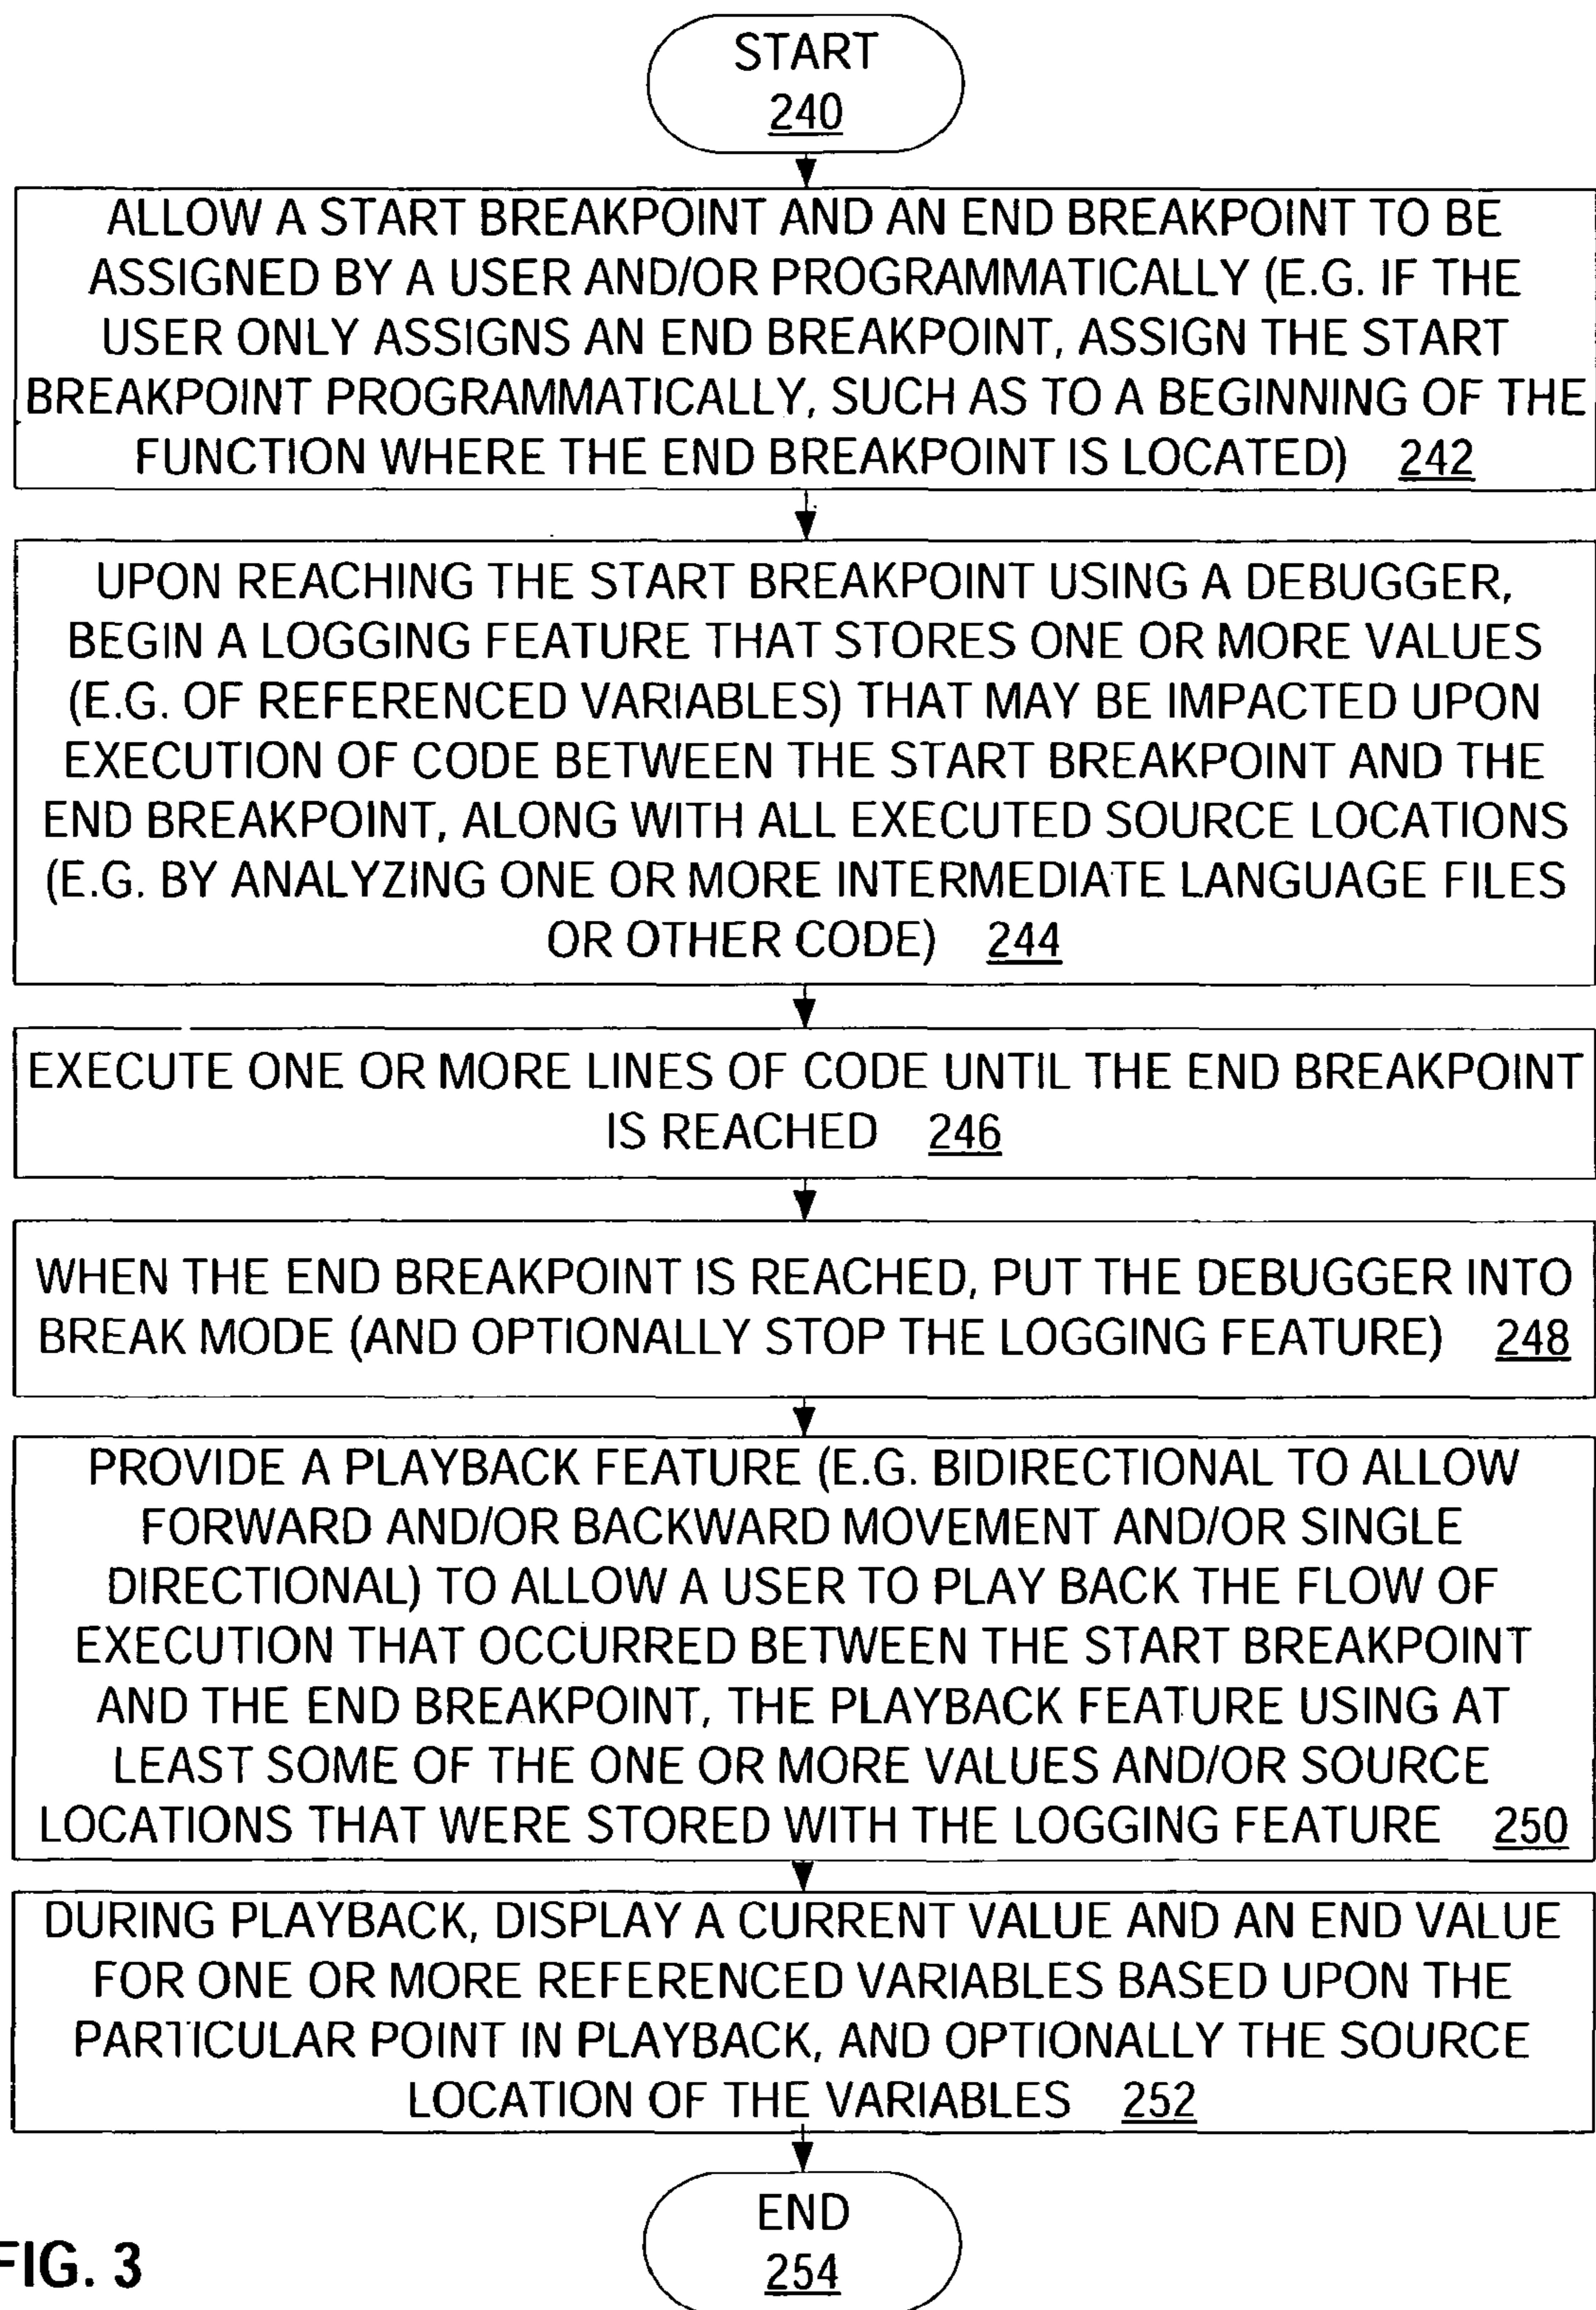 START
240
ALLOW A START BREAKPOINT AND AN END BREAKPOINT TO BE
ASSIGNED BY A USER AND/OR PROGRAMMATICALLY (E.G. IF THE
USER ONLY ASSIGNS AN END BREAKPOINT, ASSIGN THE START
BREAKPOINT PROGRAMMATICALLY, SUCH AS TO A BEGINNING OF THE
FUNCTION WHERE THE END BREAKPOINT IS LOCATED) 242
UPON REACHING THE START BREAKPOINT USING A DEBUGGER,
BEGIN A LOGGING FEATURE THAT STORES ONE OR MORE VALUES
(E.G. OF REFERENCED VARIABLES) THAT MAY BE IMPACTED UPON
EXECUTION OF CODE BETWEEN THE START BREAKPOINT AND THE
END BREAKPOINT, ALONG WITH ALL EXECUTED SOURCE LOCATIONS
(E.G. BY ANALYZING ONE OR MORE INTERMEDIATE LANGUAGE FILES
OR OTHER CODE) 244
EXECUTE ONE OR MORE LINES OF CODE UNTIL THE END BREAKPOINT
IS REACHED 246
WHEN THE END BREAKPOINT IS REACHED, PUT THE DEBUGGER INTO
BREAK MODE (AND OPTIONALLY STOP THE LOGGING FEATURE) 248
PROVIDE A PLAYBACK FEATURE (E.G. BIDIRECTIONAL TO ALLOW
FORWARD AND/OR BACKWARD MOVEMENT AND/OR SINGLE
DIRECTIONAL) TO ALLOW A USER TO PLAY BACK THE FLOW OF
EXECUTION THAT OCCURRED BETWEEN THE START BREAKPOINT
AND THE END BREAKPOINT, THE PLAYBACK FEATURE USING AT
LEAST SOME OF THE ONE OR MORE VALUES AND/OR SOURCE
LOCATIONS THAT WERE STORED WITH THE LOGGING FEATURE 250
DURING PLAYBACK, DISPLAY A CURRENT VALUE AND AN END VALUE
FOR ONE OR MORE REFERENCED VARIABLES BASED UPON THE
PARTICULAR POINT IN PLAYBACK, AND OPTIONALLY THE SOURCE
LOCATION OF THE VARIABLES 252
END
254
FIG. 3